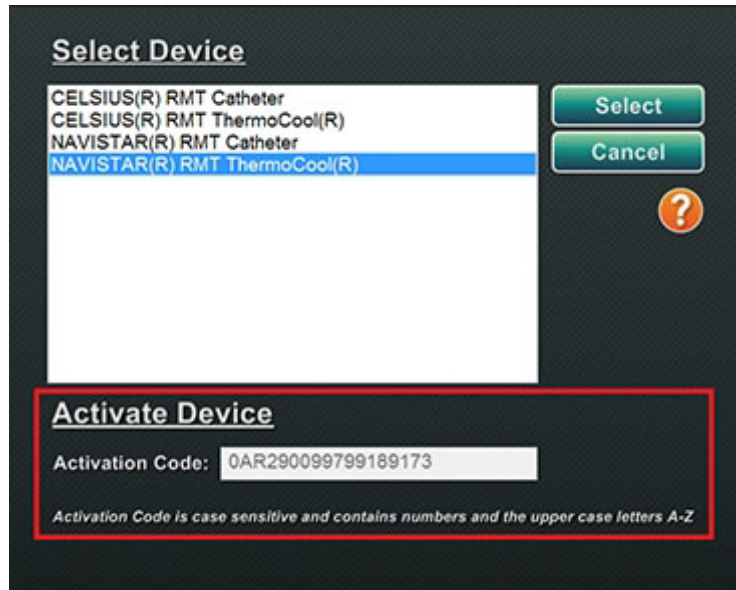 Select Device
CELSIUS(R) RMT Catheter
CELSIUS(R) RMT ThermoCool(R)
NAVISTAR(R) RMT Catheter
NAVISTAR(R) RMT ThermoCool(R)
Select
Cancel
?
Activate Device
Activation Code: 0AR290099799189173
Activation Code is case sensitive and contains numbers and the upper case letters A-Z